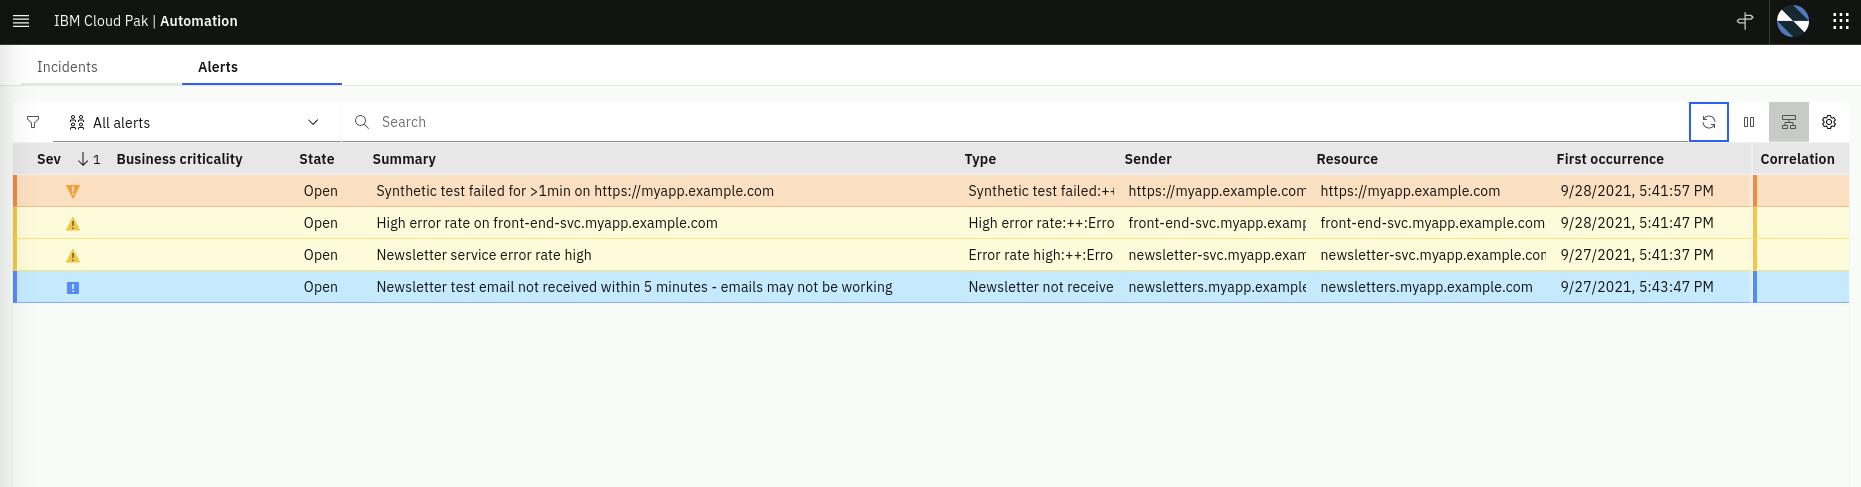 IBM Cloud Pak | Automation
Incidents Alerts
All alerts Search
Sev 1 Business criticality State Summary Type Sender Resource First occurrence Correlation
Open Synthetic test failed for >1min on https://myapp.example.com Synthetic test failed:++ https://myapp.example.com https://myapp.example.com 9/28/2021, 5:41:57 PM
Open High error rate on front-end-svc.myapp.example.com High error rate:++:Erro front-end-svc.myapp.examp front-end-svc.myapp.example.com 9/28/2021, 5:41:47 PM
Open Newsletter service error rate high Error rate high:++:Erro newsletter-svc.myapp.exam newsletter-svc.myapp.example.com 9/27/2021, 5:41:37 PM
Open Newsletter test email not received within 5 minutes - emails may not be working Newsletter not receive newsletters.myapp.example newsletters.myapp.example.com 9/27/2021, 5:43:47 PM